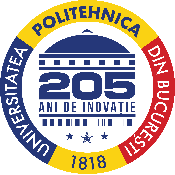 UNIVERSITATEA
POLITEHNICA
DIN BUCUREȘTI
205
ANI DE INOVAȚIE
1818